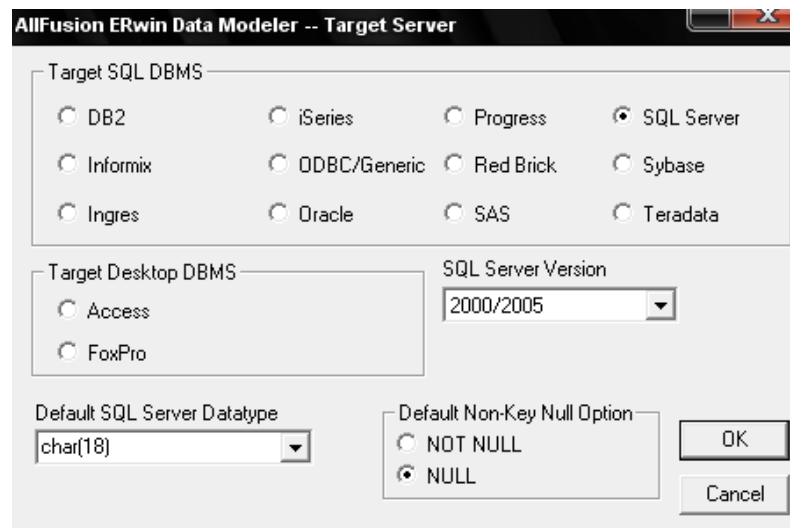 AllFusion ERwin Data Modeler -- Target Server
Target SQL DBMS
DB2 iSeries Progress SQL Server
Informix ODBC/Generic Red Brick Sybase
Ingres Oracle SAS Teradata
Target Desktop DBMS
Access
FoxPro
SQL Server Version
2000/2005
Default SQL Server Datatype
char(18)
Default Non-Key Null Option
NOT NULL
NULL
OK
Cancel